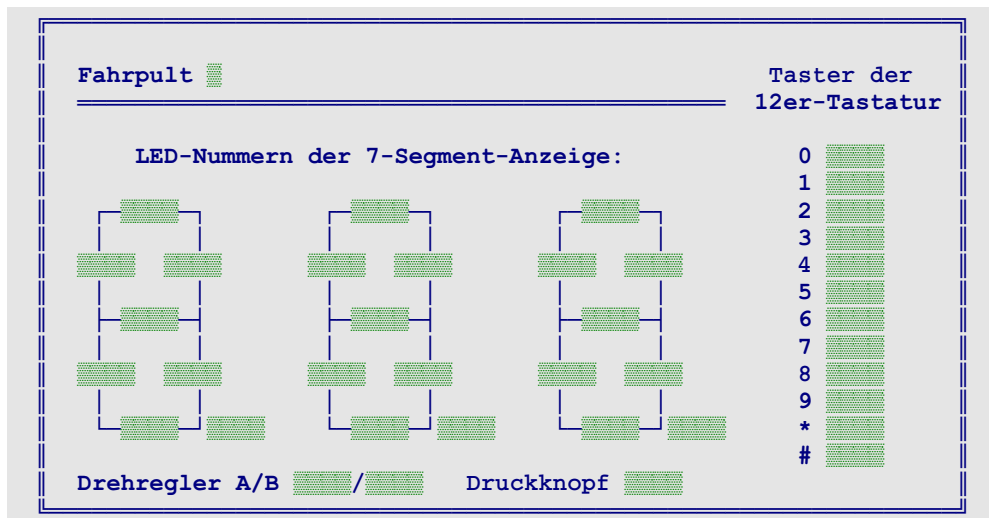 Fahrpult
Taster der
12er-Tastatur
LED-Nummern der 7-Segment-Anzeige:
0
1
2
3
4
5
6
7
8
9
*
#
Drehregler A/B / Druckknopf